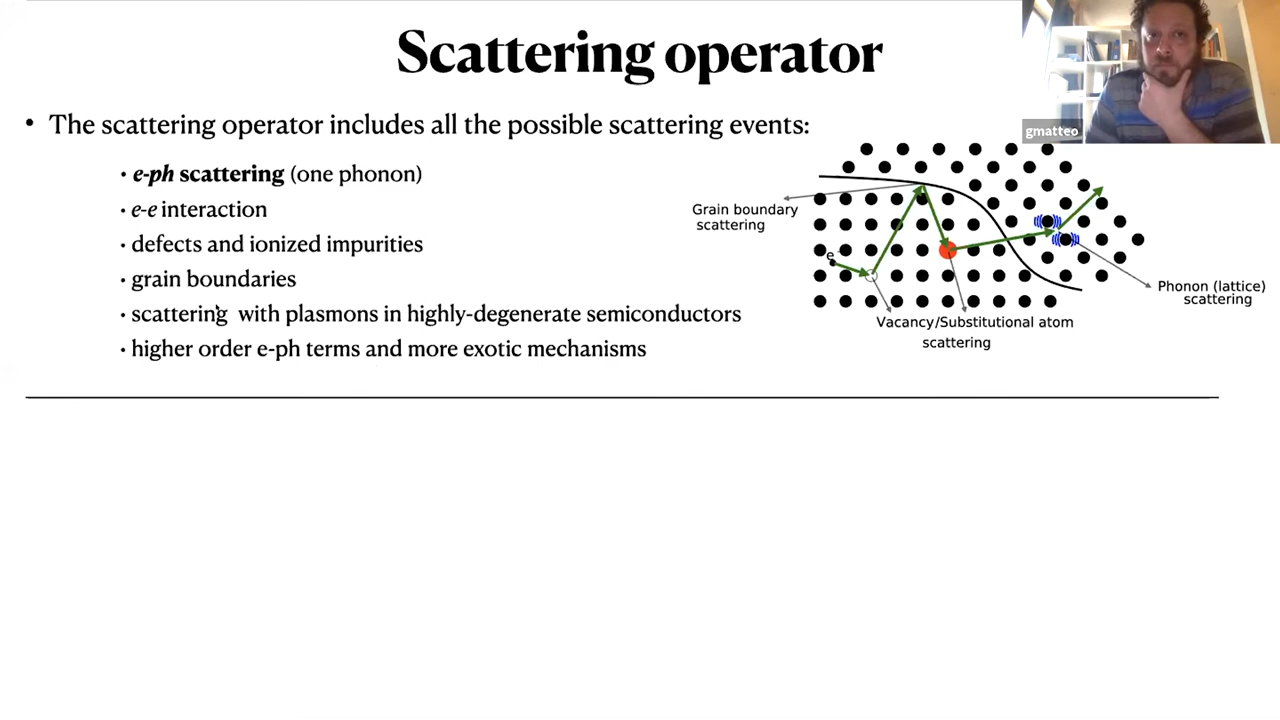 Scattering operator
gmatteo
• The scattering operator includes all the possible scattering events:
• e-ph scattering (one phonon)
• e-e interaction
• defects and ionized impurities
• grain boundaries
• scattering with plasmons in highly-degenerate semiconductors
• higher order e-ph terms and more exotic mechanisms
Grain boundary
scattering
e
Phonon (lattice)
scattering
Vacancy/Substitutional atom
scattering